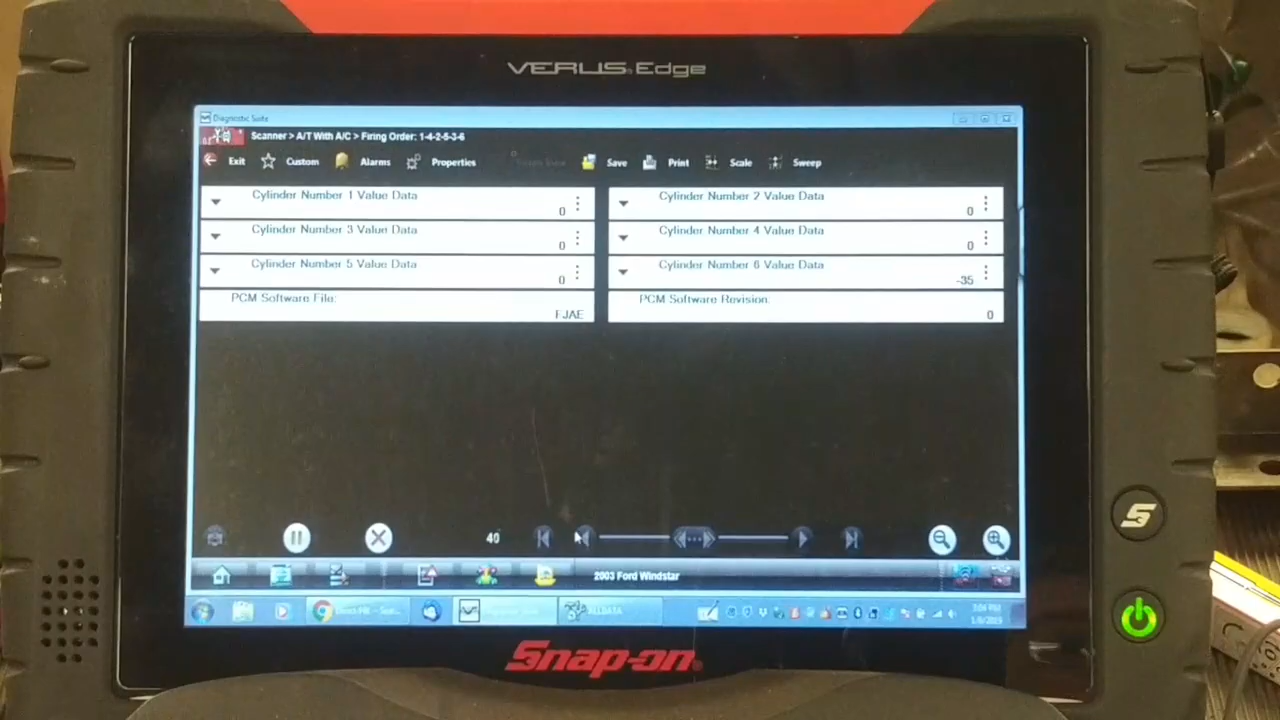 VERUS Edge
Diagnostic Suite
Scanner > A/T With A/C > Firing Order: 1-4-2-5-3-6
Exit Custom Alarms Properties Save Print Scale Sweep
Cylinder Number 1 Value Data 0
Cylinder Number 2 Value Data 0
Cylinder Number 3 Value Data 0
Cylinder Number 4 Value Data 0
Cylinder Number 5 Value Data 0
Cylinder Number 6 Value Data -35
PCM Software File: FJAE
PCM Software Revision: 0
40
2003 Ford Windstar
ALLDATA
3:04 PM
Snap-on
S